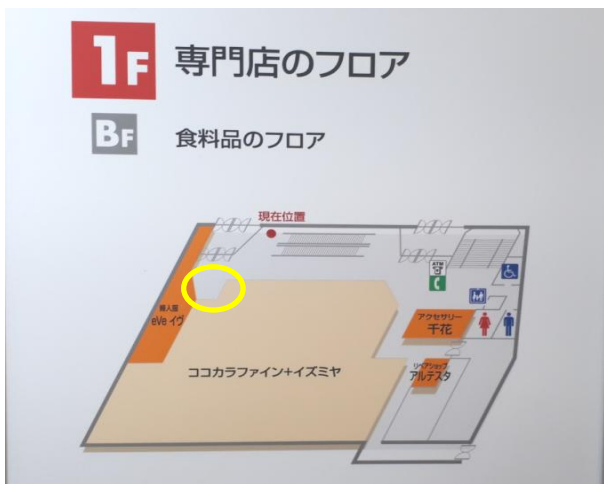 1F 専門店のフロア
BF 食料品のフロア
現在位置
ATM
婦人服
eVe イヴ
アクセサリー
千花
ココカラファイン+イズミヤ
リペアショップ
アルテスタ